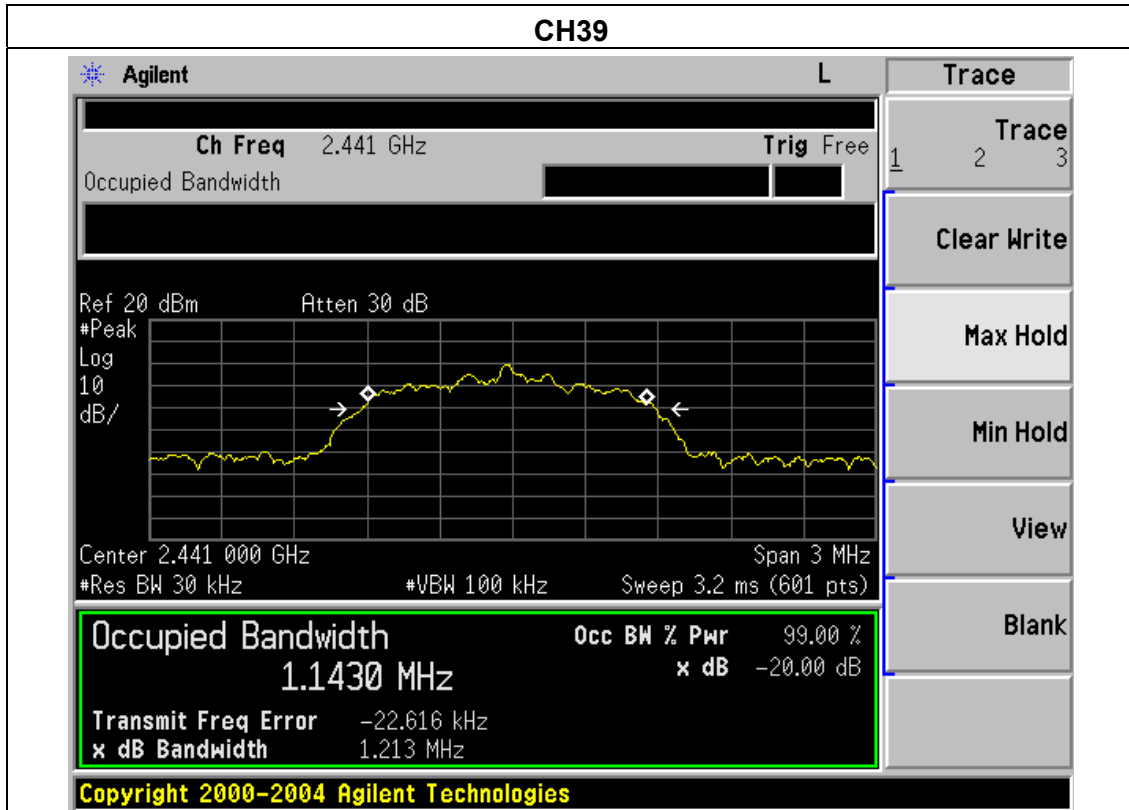 CH39
Agilent L Trace
Ch Freq 2.441 GHz Trig Free
Occupied Bandwidth
Trace
1 2 3
Clear Write
Max Hold
Min Hold
View
Blank
Ref 20 dBm Atten 30 dB
#Peak
Log
10
dB/
Center 2.441 000 GHz Span 3 MHz
#Res BW 30 kHz #VBW 100 kHz Sweep 3.2 ms (601 pts)
Occupied Bandwidth Occ BW % Pwr 99.00 %
1.1430 MHz x dB -20.00 dB
Transmit Freq Error -22.616 kHz
x dB Bandwidth 1.213 MHz
Copyright 2000-2004 Agilent Technologies